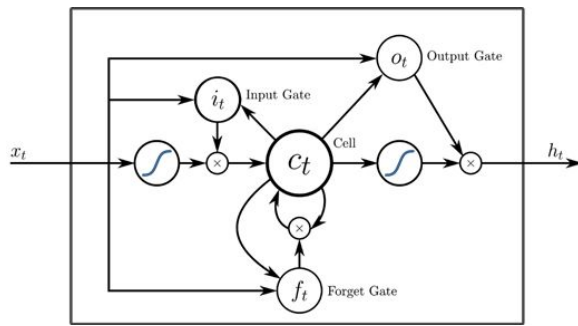 o_t Output Gate
i_t Input Gate
x_t
×
c_t
Cell
×
h_t
×
f_t Forget Gate